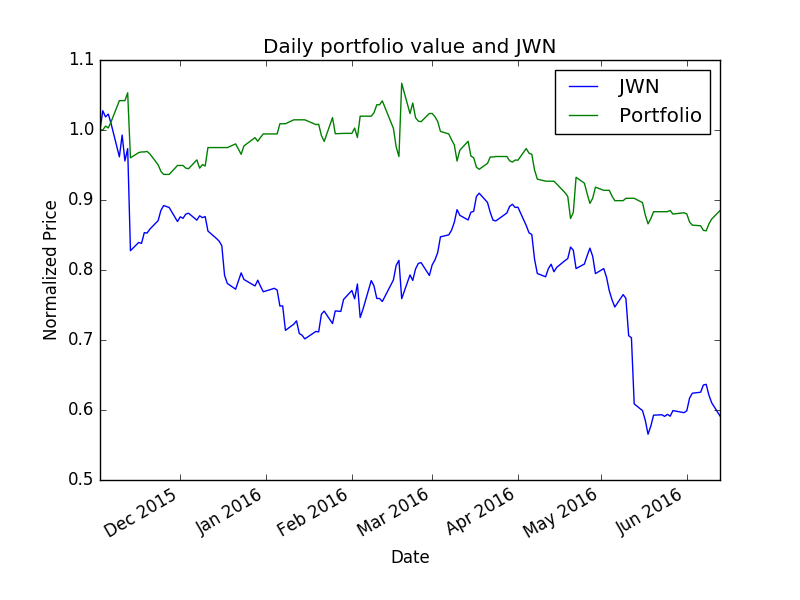 Daily portfolio value and JWN
1.1
1.0
0.9
0.8
0.7
0.6
0.5
Normalized Price
JWN
Portfolio
Dec 2015
Jan 2016
Feb 2016
Mar 2016
Apr 2016
May 2016
Jun 2016
Date